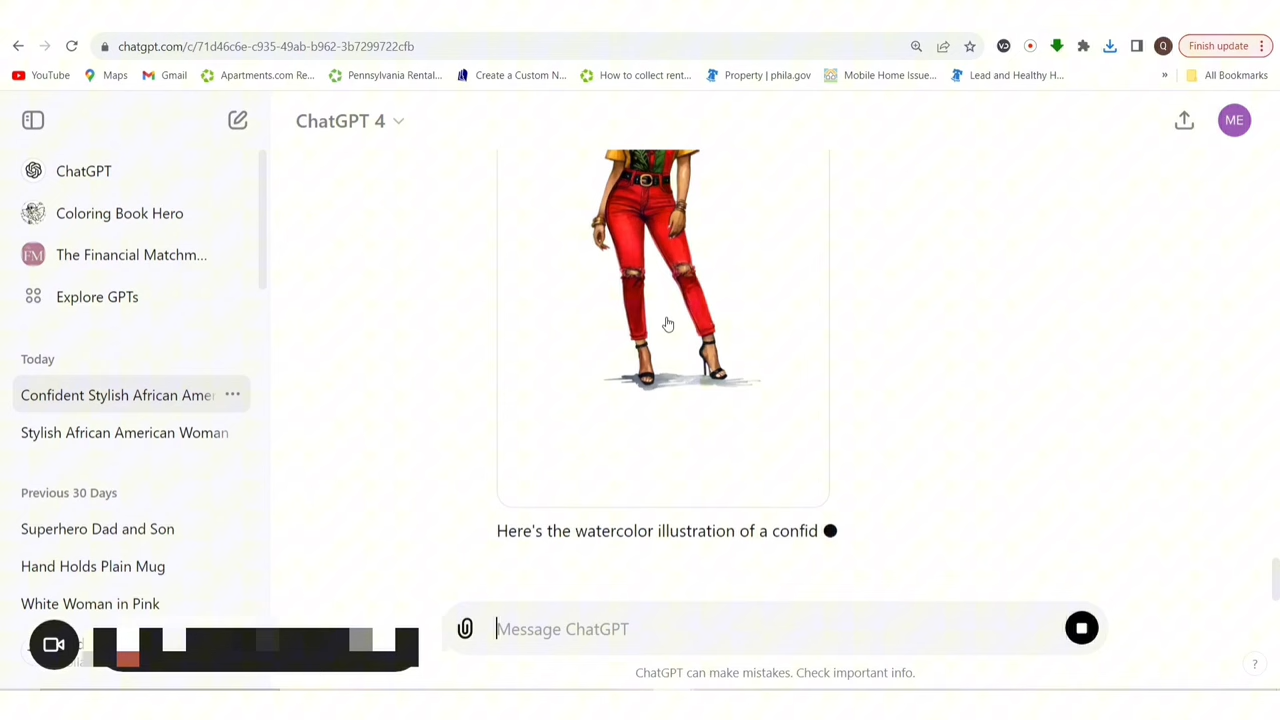 chatgpt.com/c/71d46c6e-c935-49ab-b962-3b7299722cfb
Finish update
YouTube
Maps
Gmail
Apartments.com Re...
Pennsylvania Rental...
Create a Custom N...
How to collect rent...
Property | phila.gov
Mobile Home Issue...
Lead and Healthy H...
»
All Bookmarks
ChatGPT 4
ME
ChatGPT
Coloring Book Hero
FM
The Financial Matchm...
Explore GPTs
Today
Confident Stylish African Amer
Stylish African American Woman
Previous 30 Days
Superhero Dad and Son
Hand Holds Plain Mug
White Woman in Pink
Here's the watercolor illustration of a confid
Message ChatGPT
ChatGPT can make mistakes. Check important info.
?